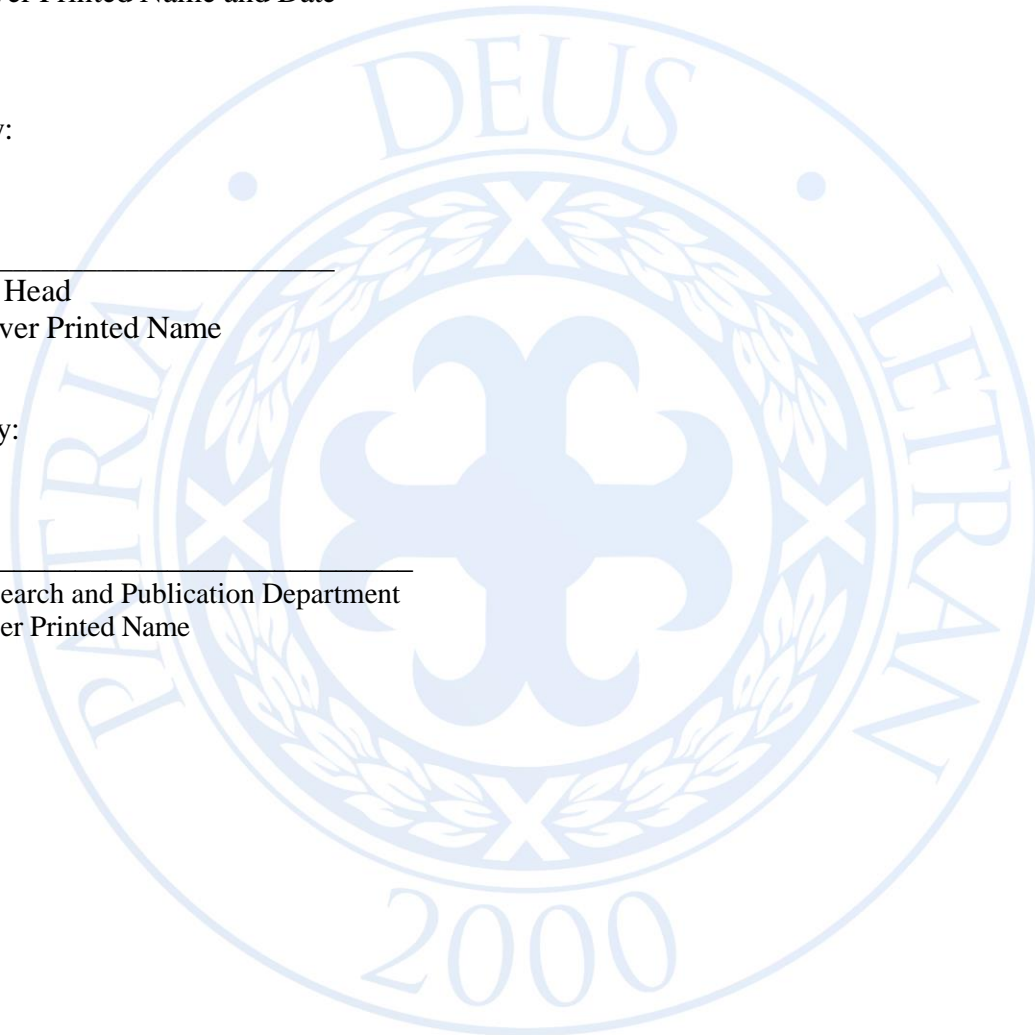 er Printed Name and Date
y:
Head
ver Printed Name
y:
earch and Publication Department
er Printed Name
DEUS
PATRIA
LETRAN
2000